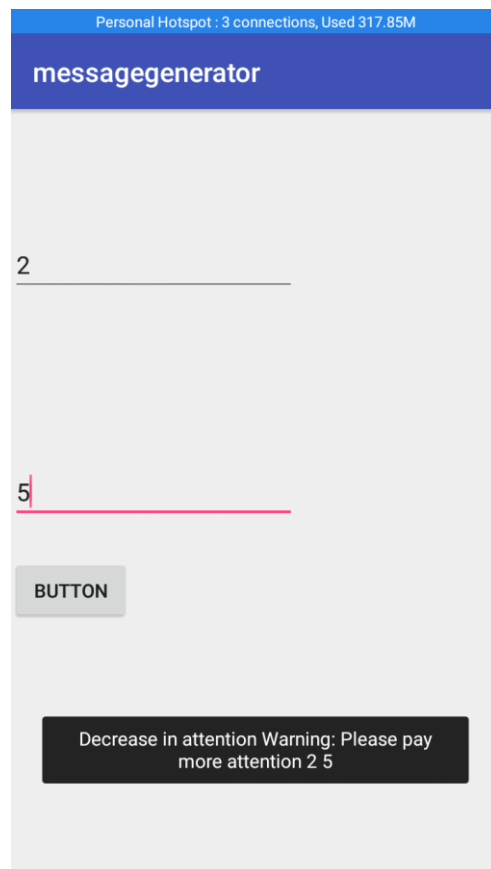 Personal Hotspot : 3 connections, Used 317.85M
messagegenerator
2
5
BUTTON
Decrease in attention Warning: Please pay
more attention 2 5